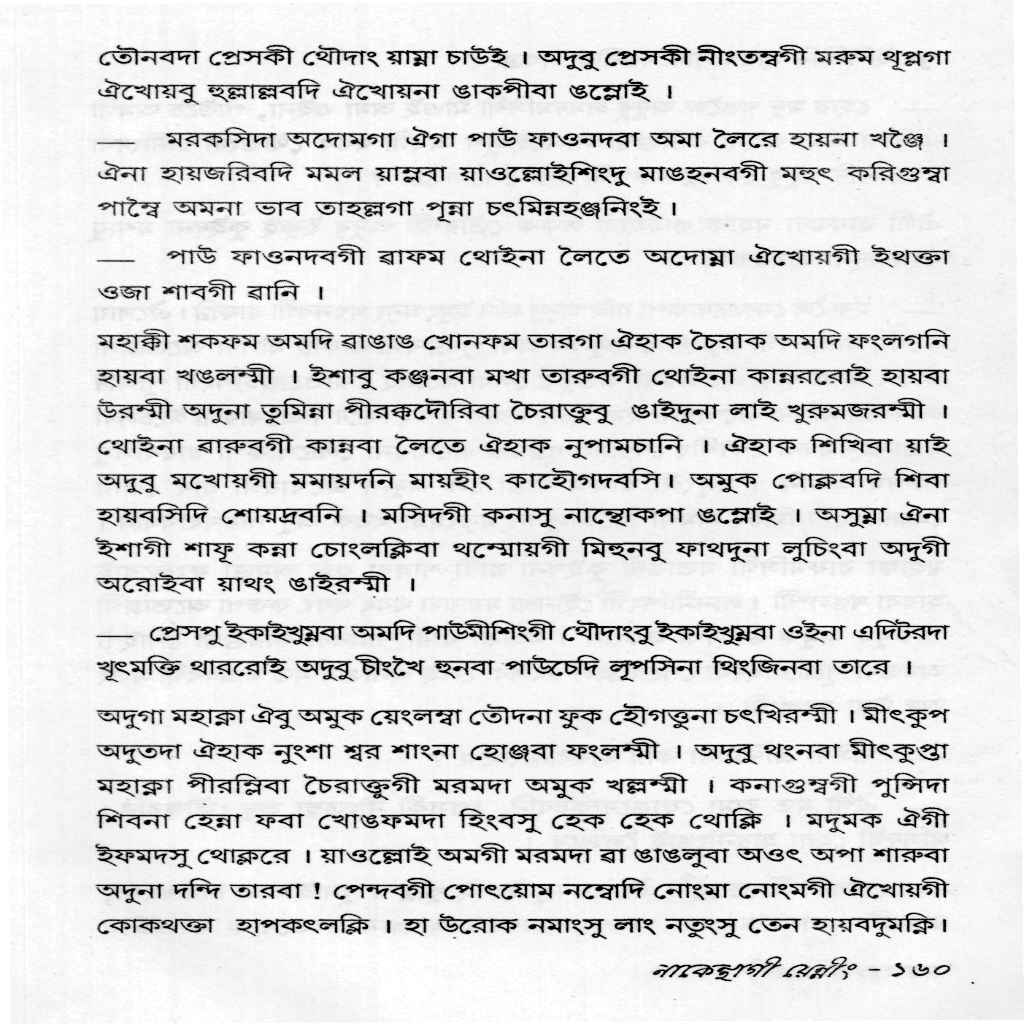 তৌনবদা প্রেসকী থৌদাং য়াম্না চাউই । অদুবু প্রেসকী নীংতম্বগী মরুম থূপ্লগা
ঐখোয়বু হুল্লাল্লবদি ঐখোয়না ঙাকপীবা ঙম্লোই ।
মরকসিদা অদোমগা ঐগা পাউ ফাওনদবা অমা লৈরে হায়না খঞ্জৈ ।
ঐনা হায়জরিবদি মমল য়াম্লবা য়াওল্লোইশিংদু মাঙহনবগী মহুৎ করিগুম্বা
পাম্বৈ অমনা ভাব তাহল্লগা পূন্না চৎমিন্নহঞ্জনিংই ।
— পাউ ফাওনদবগী ৱাফম থোইনা লৈতে অদোম্না ঐখোয়গী ইথক্তা
ওজা শাবগী ৱানি ।
মহাক্কী শকফম অমদি ৱাঙাঙ খোনফম তারগা ঐহাক চৈরাক অমদি ফংলগনি
হায়বা খঙলম্মী । ইশাবু কঞ্জনবা মখা তারুবগী থোইনা কান্নররোই হায়বা
উরম্মী অদুনা তুমিন্না পীরক্কদৌরিবা চৈরাক্তুবু ঙাইদুনা লাই খুরুমজরম্মী ।
থোইনা ৱারুবগী কান্নবা লৈতে ঐহাক নুপামচানি । ঐহাক শিখিবা য়াই
অদুবু মখোয়গী মমায়দনি মায়হীং কাহৌগদবসি। অমুক পোক্লবদি শিবা
হায়বসিদি শোয়দ্রবনি । মসিদগী কনাসু নান্থোকপা ঙম্লোই । অসুম্না ঐনা
ইশাগী শাফু কন্না চোংলক্লিবা থম্মোয়গী মিহুনবু ফাথদুনা লুচিংবা অদুগী
অরোইবা য়াথং ঙাইরম্মী ।
— প্রেসপু ইকাইখুম্নবা অমদি পাউমীশিংগী থৌদাংবু ইকাইখুম্নবা ওইনা এদিটরদা
খৃৎমক্তি থাররোই অদুবু চীংখৈ হুনবা পাউচেদি লূপসিনা থিংজিনবা তারে ।
অদুগা মহাক্না ঐবু অমুক য়েংলম্বা তৌদনা ফুক হৌগত্তুনা চৎখিরম্মী । মীৎকুপ
অদুতদা ঐহাক নুংশা শ্বর শাংনা হোঞ্জবা ফংলম্মী । অদুবু থংনবা মীৎকুপ্তা
মহাক্না পীরম্লিবা চৈরাক্তুগী মরমদা অমুক খল্লম্মী । কনাগুম্বগী পুন্সিদা
শিবনা হেন্না ফবা খোঙফমদা হিংবসু হেক হেক থোক্লি । মদুমক ঐগী
ইফমদসু থোক্লরে । য়াওল্লোই অমগী মরমদা ৱা ঙাঙলুবা অওৎ অপা শারুবা
অদুনা দন্দি তারবা ! পেন্দবগী পোৎয়োম নম্বোদি নোংমা নোংমগী ঐখোয়গী
কোকথক্তা হাপকৎলক্লি । হা উরোক নমাংসু লাং নতুংসু তেন হায়বদুমক্নি।
১৬০